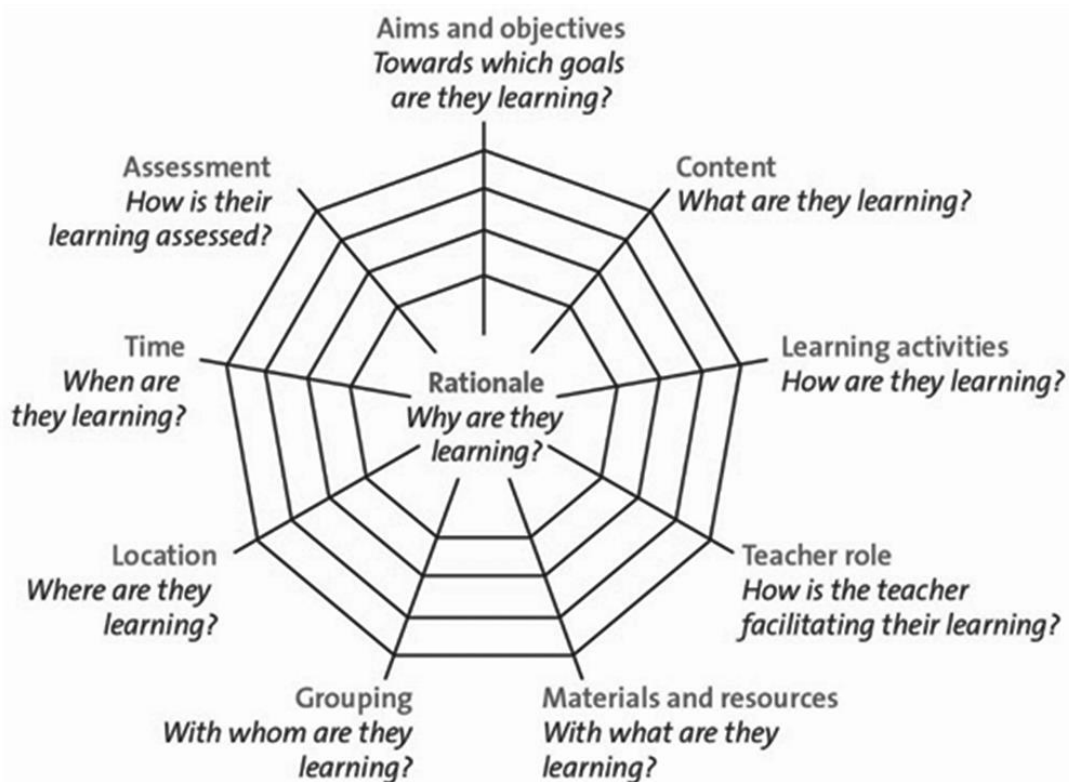 Aims and objectives
Towards which goals
are they learning?
Content
What are they learning?
Learning activities
How are they learning?
Teacher role
How is the teacher
facilitating their learning?
Materials and resources
With what are they
learning?
Grouping
With whom are they
learning?
Location
Where are they
learning?
Time
When are
they learning?
Assessment
How is their
learning assessed?
Rationale
Why are they
learning?